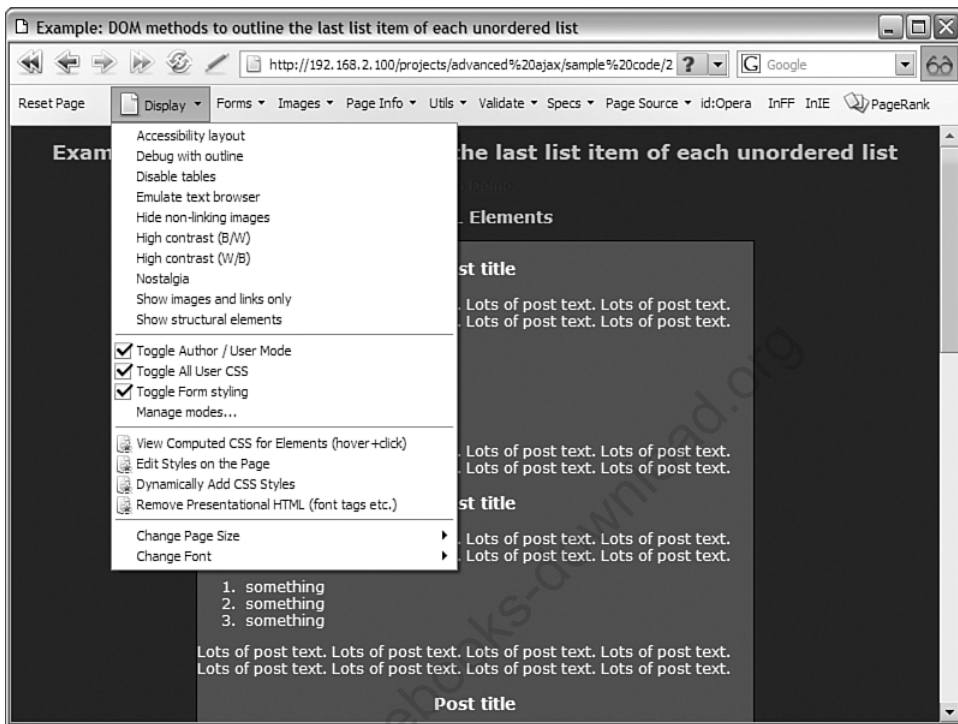 Example: DOM methods to outline the last list item of each unordered list
http://192.168.2.100/projects/advanced%20ajax/sample%20code/2 ? G Google
Reset Page Display Forms Images Page Info Utils Validate Specs Page Source id:Opera InFF InIE PageRank
Exam he last list item of each unordered list
Demo
Elements
Accessibility layout
Debug with outline
Disable tables
Emulate text browser
Hide non-linking images
High contrast (B/W)
High contrast (W/B)
Nostalgia
Show images and links only
Show structural elements
Toggle Author / User Mode
Toggle All User CSS
Toggle Form styling
Manage modes...
View Computed CSS for Elements (hover+click)
Edit Styles on the Page
Dynamically Add CSS Styles
Remove Presentational HTML (font tags etc.)
Change Page Size
Change Font
st title
. Lots of post text. Lots of post text.
. Lots of post text. Lots of post text.
. Lots of post text. Lots of post text.
. Lots of post text. Lots of post text.
st title
. Lots of post text. Lots of post text.
. Lots of post text. Lots of post text.
1. something
2. something
3. something
Lots of post text. Lots of post text. Lots of post text. Lots of post text.
Lots of post text. Lots of post text. Lots of post text. Lots of post text.
Post title
ebooks-download.org